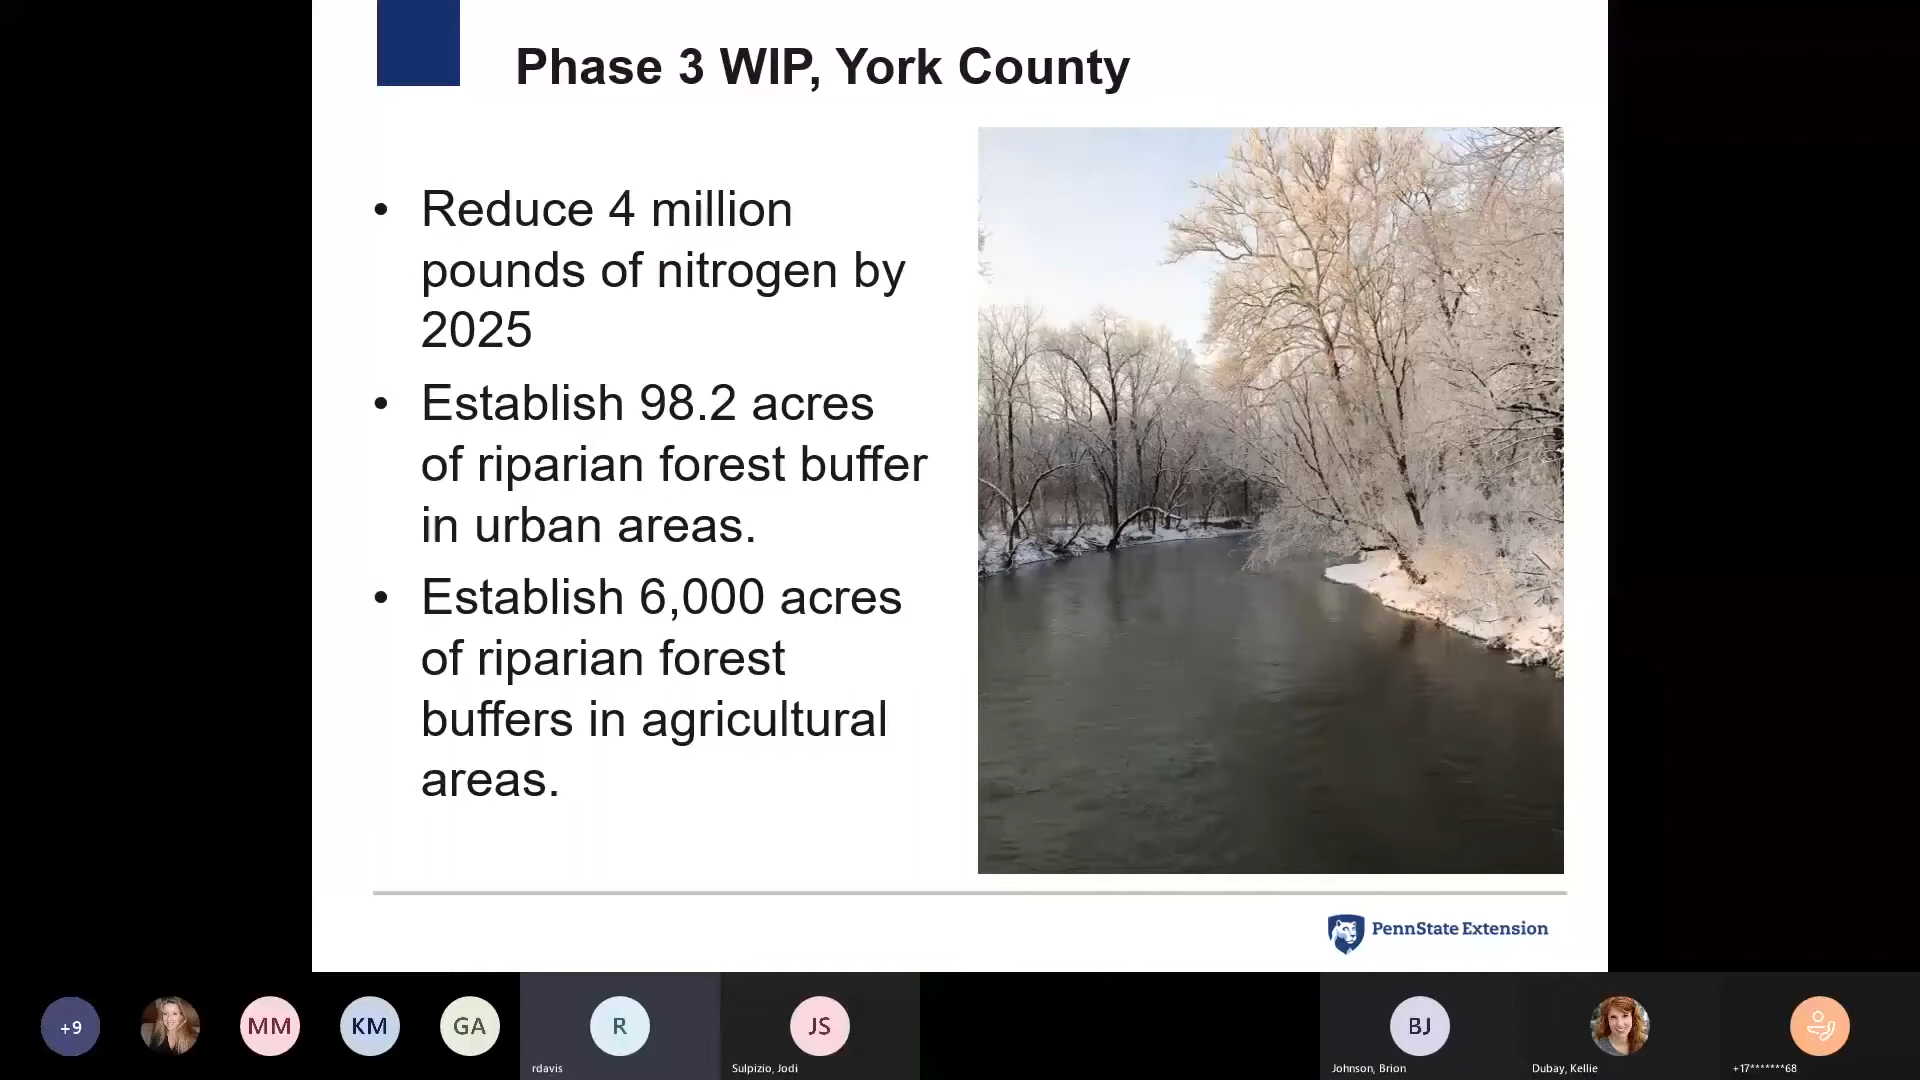 Phase 3 WIP, York County
• Reduce 4 million
pounds of nitrogen by
2025
• Establish 98.2 acres
of riparian forest buffer
in urban areas.
• Establish 6,000 acres
of riparian forest
buffers in agricultural
areas.
PennState Extension
+9
MM
KM
GA
R
rdavis
JS
Sulpizio, Jodi
BJ
Johnson, Brion
Dubay, Kellie
+17*******68